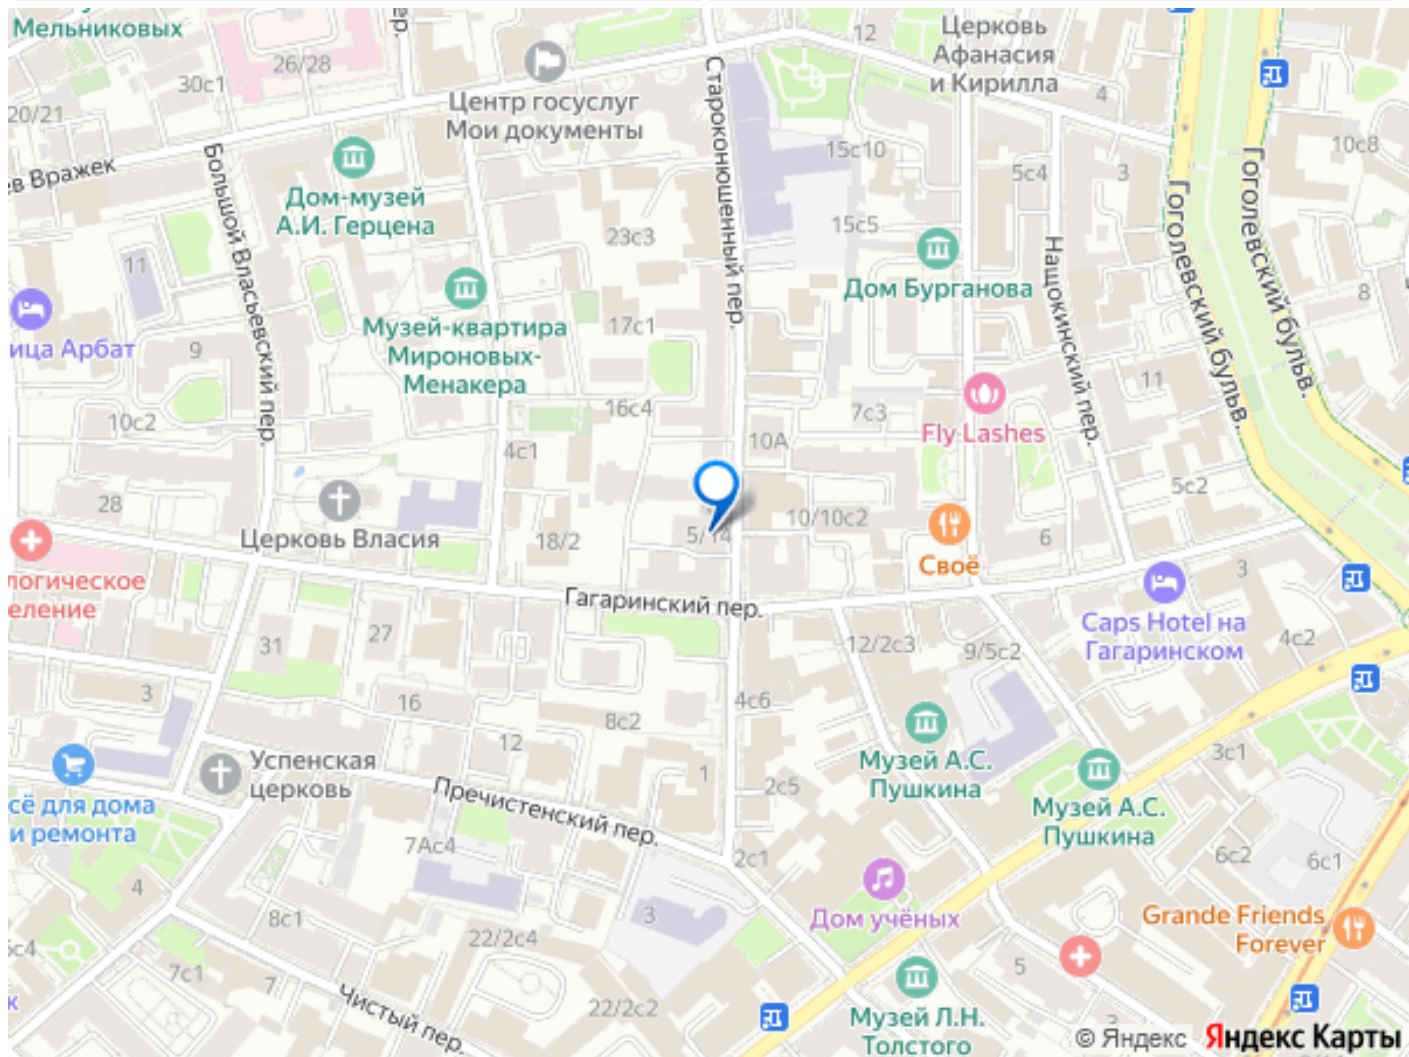 Мельниковых
26/28
30с1
20/21
пер.
12
Церковь
Афанасия
и Кирилла
4
10с8
Центр госуслуг
Мои документы
Староконюшенный пер.
ев Вражек
Большой Власьевский пер.
Дом-музей
А.И. Герцена
15с10
5с4
3
15с5
23с3
Гоголевский бульв.
Гоголевский бульв.
Нащокинский пер.
11
Дом Бурганова
8
17с1
Музей-квартира
Мироновых-
Менакера
ица Арбат
9
11
16с4
7с3
10с2
Fly Lashes
10А
4с1
28
5с2
10/10с2
Церковь Власия
18/2
5/14
6
Своё
логическое
еление
3
Гагаринский пер.
Caps Hotel на
Гагаринском
4с2
31
27
12/2с3
9/5с2
3
16
4с6
8с2
12
Музей А.С.
Пушкина
3с1
Успенская
церковь
1
2с5
сё для дома
и ремонта
Пречистенский пер.
Музей А.С.
Пушкина
7Ас4
2с1
6с2
6с1
4
8с1
3
Дом учёных
Grande Friends
Forever
22/2с4
6с4
7с1
7
5
22/2с2
Чистый пер.
к
Музей Л.Н.
Толстого
3
© Яндекс Яндекс Карты